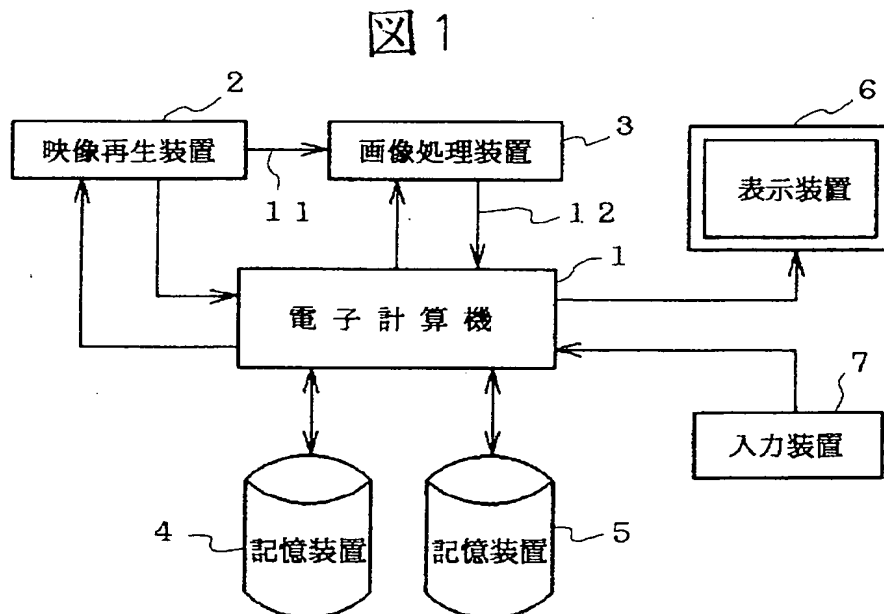 図1
2
6
映像再生装置
画像処理装置
3
表示装置
11
12
1
電子計算機
7
入力装置
4
記憶装置
記憶装置
5